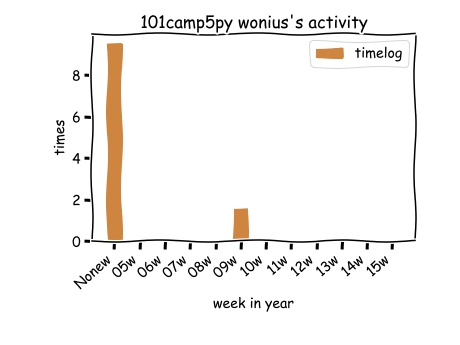 101camp5py wonius's activity
timelog
times
8
6
4
2
0
Nonew 05w 06w 07w 08w 09w 10w 11w 12w 13w 14w 15w
week in year